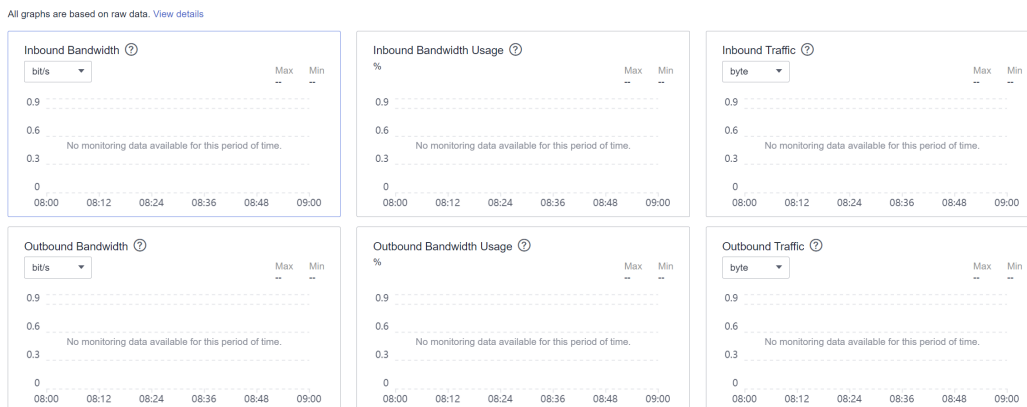 All graphs are based on raw data. View details
Inbound Bandwidth ?
bit/s
Max Min
-- --
0.9
0.6
No monitoring data available for this period of time.
0.3
0
08:00 08:12 08:24 08:36 08:48 09:00
Inbound Bandwidth Usage ?
%
Max Min
-- --
0.9
0.6
No monitoring data available for this period of time.
0.3
0
08:00 08:12 08:24 08:36 08:48 09:00
Inbound Traffic ?
byte
Max Min
-- --
0.9
0.6
No monitoring data available for this period of time.
0.3
0
08:00 08:12 08:24 08:36 08:48 09:00
Outbound Bandwidth ?
bit/s
Max Min
-- --
0.9
0.6
No monitoring data available for this period of time.
0.3
0
08:00 08:12 08:24 08:36 08:48 09:00
Outbound Bandwidth Usage ?
%
Max Min
-- --
0.9
0.6
No monitoring data available for this period of time.
0.3
0
08:00 08:12 08:24 08:36 08:48 09:00
Outbound Traffic ?
byte
Max Min
-- --
0.9
0.6
No monitoring data available for this period of time.
0.3
0
08:00 08:12 08:24 08:36 08:48 09:00